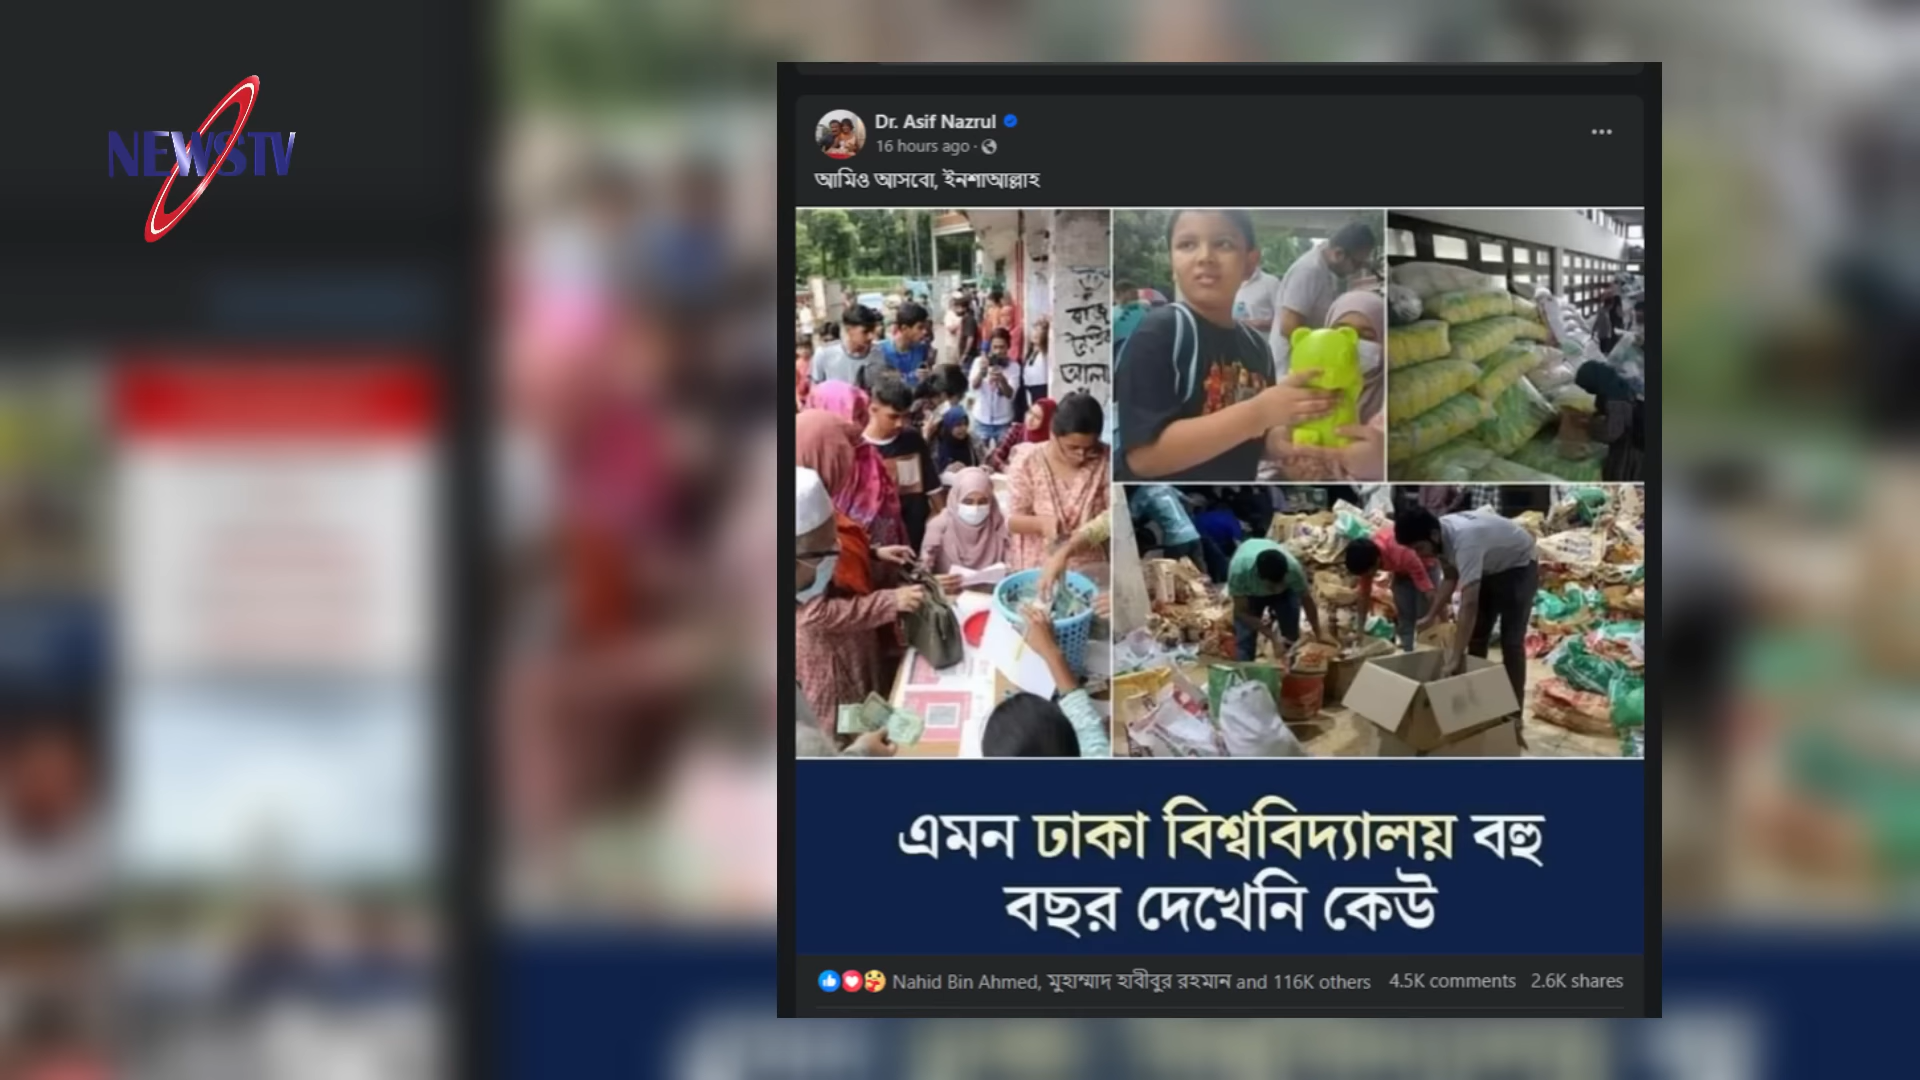 NEWSTV
Dr. Asif Nazrul
16 hours ago ·
আমিও আসবো, ইনশাআল্লাহ
রাজ
আলা
এমন ঢাকা বিশ্ববিদ্যালয় বহু
বছর দেখেনি কেউ
Nahid Bin Ahmed, মুহাম্মাদ হাবীবুর রহমান and 116K others 4.5K comments 2.6K shares